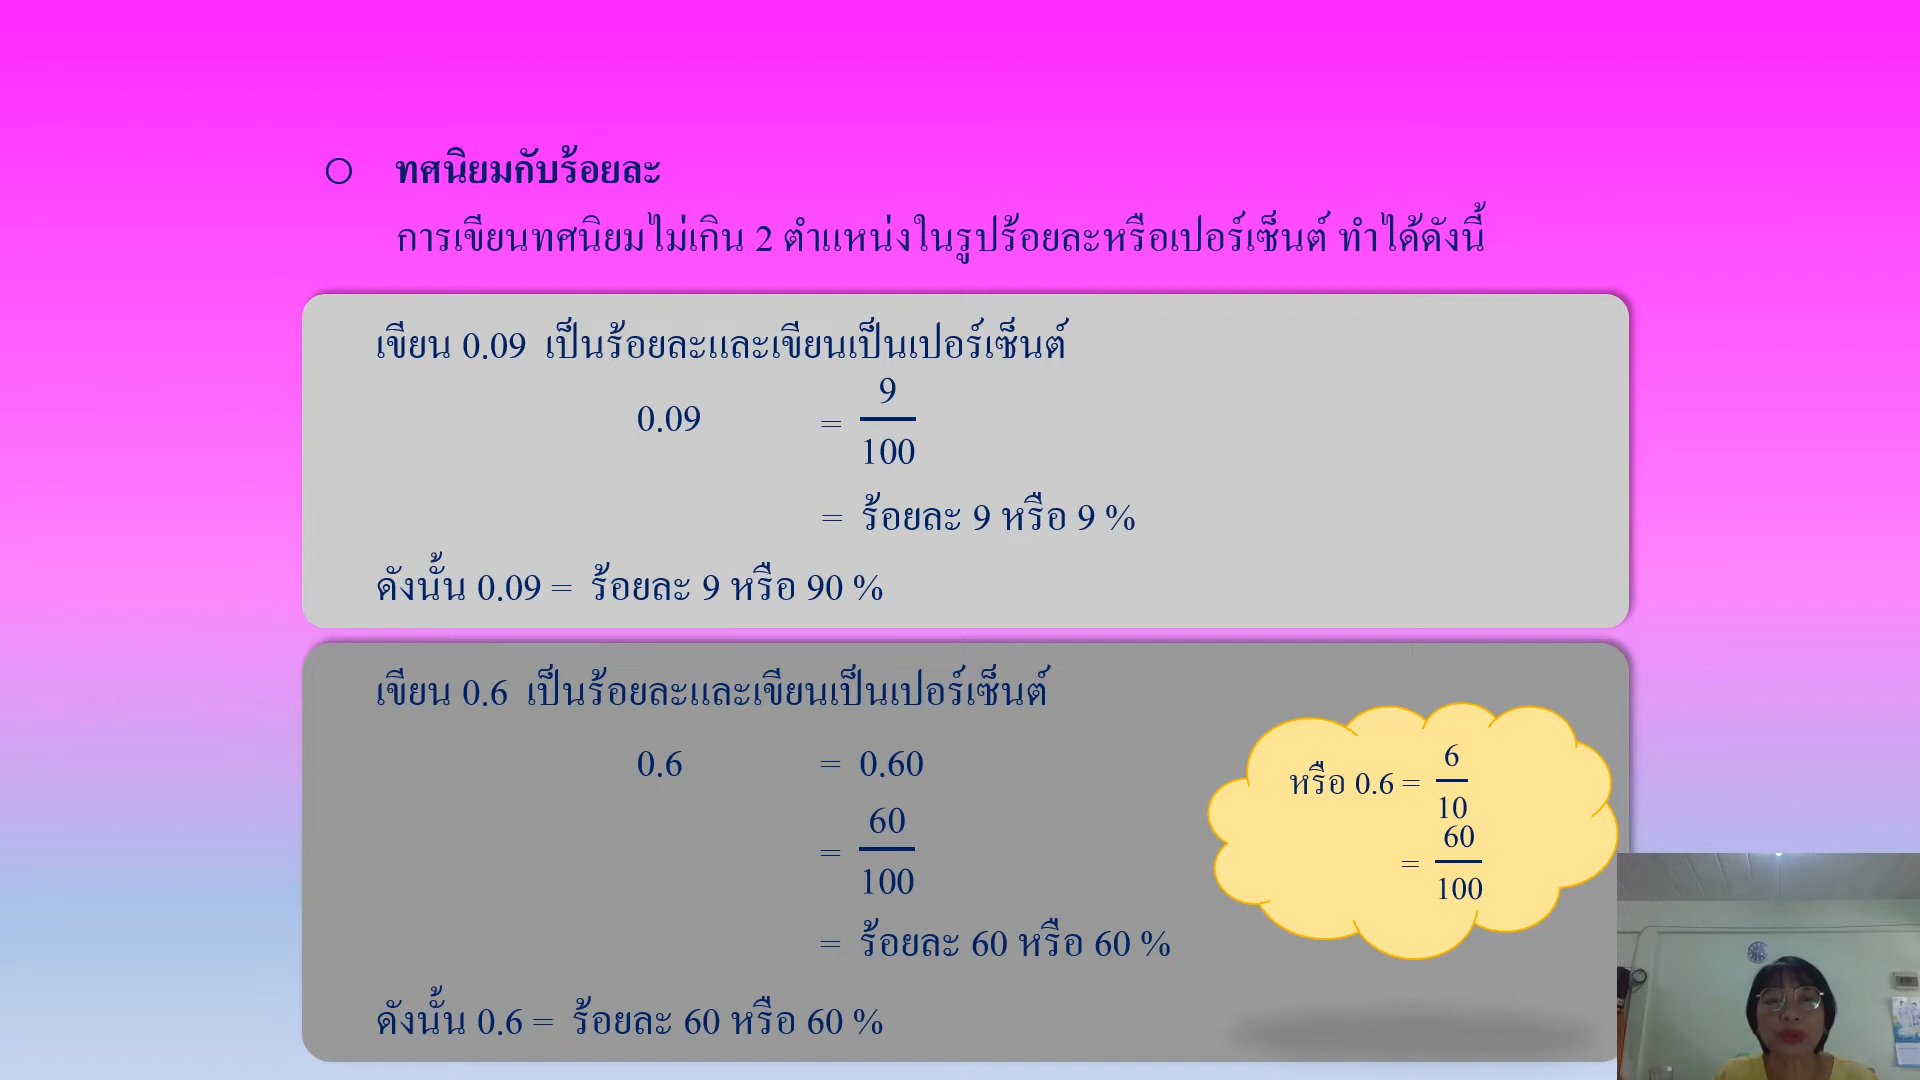 ทศนิยมกับร้อยละ
การเขียนทศนิยมไม่เกิน 2 ตำแหน่งในรูปร้อยละหรือเปอร์เซ็นต์ ทำได้ดังนี้
เขียน 0.09 เป็นร้อยละและเขียนเป็นเปอร์เซ็นต์
0.09 = 9/100
= ร้อยละ 9 หรือ 9 %
ดังนั้น 0.09 = ร้อยละ 9 หรือ 90 %
เขียน 0.6 เป็นร้อยละและเขียนเป็นเปอร์เซ็นต์
0.6 = 0.60
= 60/100
= ร้อยละ 60 หรือ 60 %
ดังนั้น 0.6 = ร้อยละ 60 หรือ 60 %
หรือ 0.6 = 6/10
= 60/100